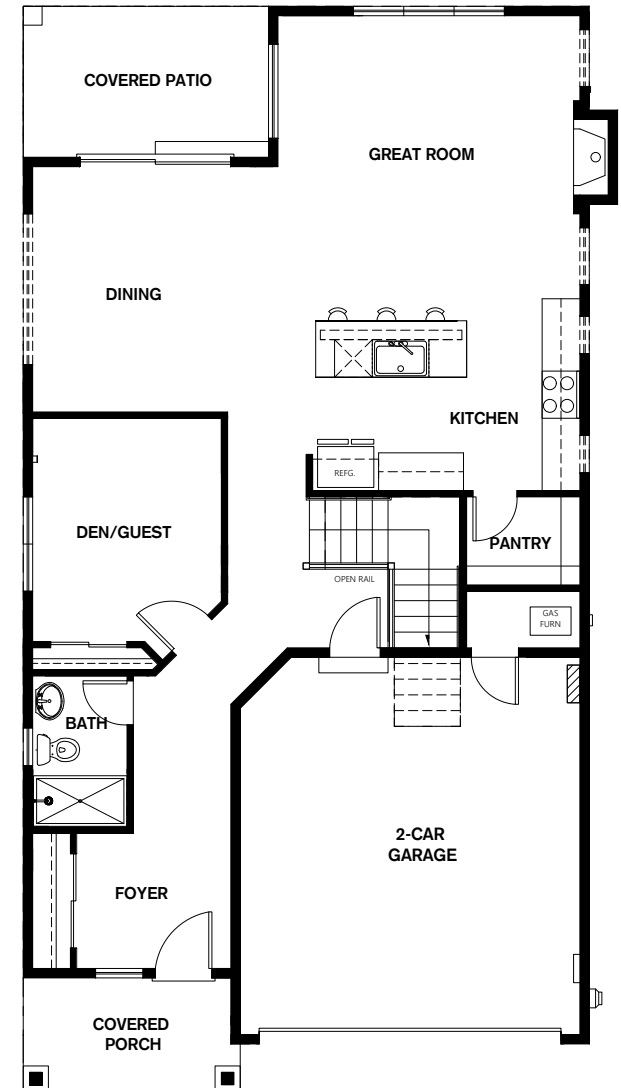 COVERED PATIO
GREAT ROOM
DINING
KITCHEN
REFG.
DEN/GUEST
PANTRY
OPEN RAIL
GAS
FURN
BATH
2-CAR
GARAGE
FOYER
COVERED
PORCH